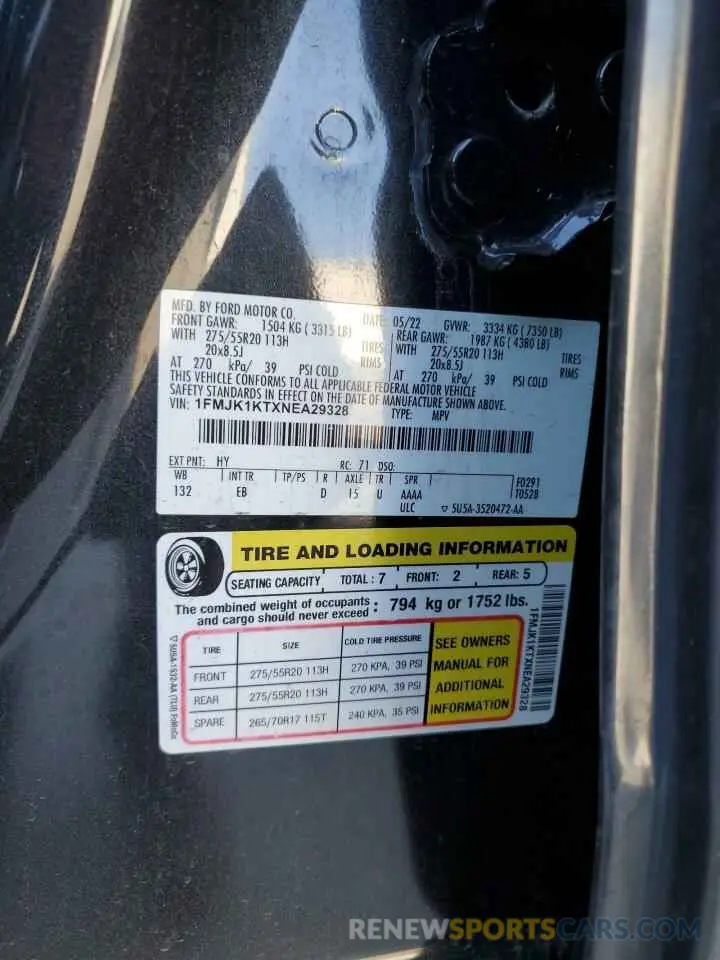 MFD. BY FORD MOTOR CO.
DATE: 05/22 GVWR: 3334 KG ( 7350 LB)
FRONT GAWR: 1504 KG ( 3315 LB) REAR GAWR: 1987 KG ( 4380 LB)
WITH 275/55R20 113H TIRES WITH 275/55R20 113H TIRES
20x8.5J RIMS 20x8.5J RIMS
AT 270 kPa/ 39 PSI COLD AT 270 kPa/ 39 PSI COLD
THIS VEHICLE CONFORMS TO ALL APPLICABLE FEDERAL MOTOR VEHICLE
SAFETY STANDARDS IN EFFECT ON THE DATE OF MANUFACTURE SHOWN ABOVE.
VIN: 1FMJK1KTXNEA29328 TYPE: MPV
EXT PNT: HY RC: 71 DSO:
WB INT TR TP/PS R AXLE TR SPR F0291
132 EB D 15 U AAAA T0528
ULC ▽ 5U5A-3520472-AA
TIRE AND LOADING INFORMATION
SEATING CAPACITY TOTAL : 7 FRONT: 2 REAR: 5
The combined weight of occupants and cargo should never exceed : 794 kg or 1752 lbs.
TIRE SIZE COLD TIRE PRESSURE
FRONT 275/55R20 113H 270 KPA, 39 PSI
REAR 275/55R20 113H 270 KPA, 39 PSI
SPARE 265/70R17 115T 240 KPA, 35 PSI
SEE OWNERS
MANUAL FOR
ADDITIONAL
INFORMATION
1FMJK1KTXNEA29328
RENEWSPORTSCARS.COM